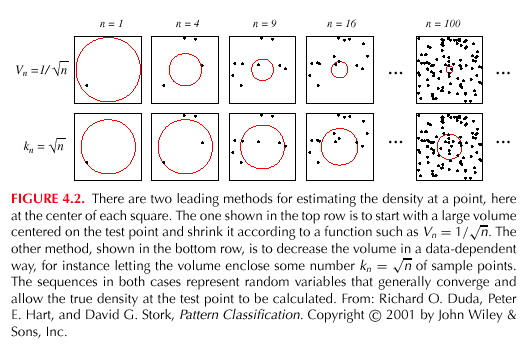 n = 1 n = 4 n = 9 n = 16 n = 100
Vn =1/√n ...
kn = √n ...
FIGURE 4.2. There are two leading methods for estimating the density at a point, here
at the center of each square. The one shown in the top row is to start with a large volume
centered on the test point and shrink it according to a function such as Vn = 1/√n. The
other method, shown in the bottom row, is to decrease the volume in a data-dependent
way, for instance letting the volume enclose some number kn = √n of sample points.
The sequences in both cases represent random variables that generally converge and
allow the true density at the test point to be calculated. From: Richard O. Duda, Peter
E. Hart, and David G. Stork, Pattern Classification. Copyright © 2001 by John Wiley &
Sons, Inc.